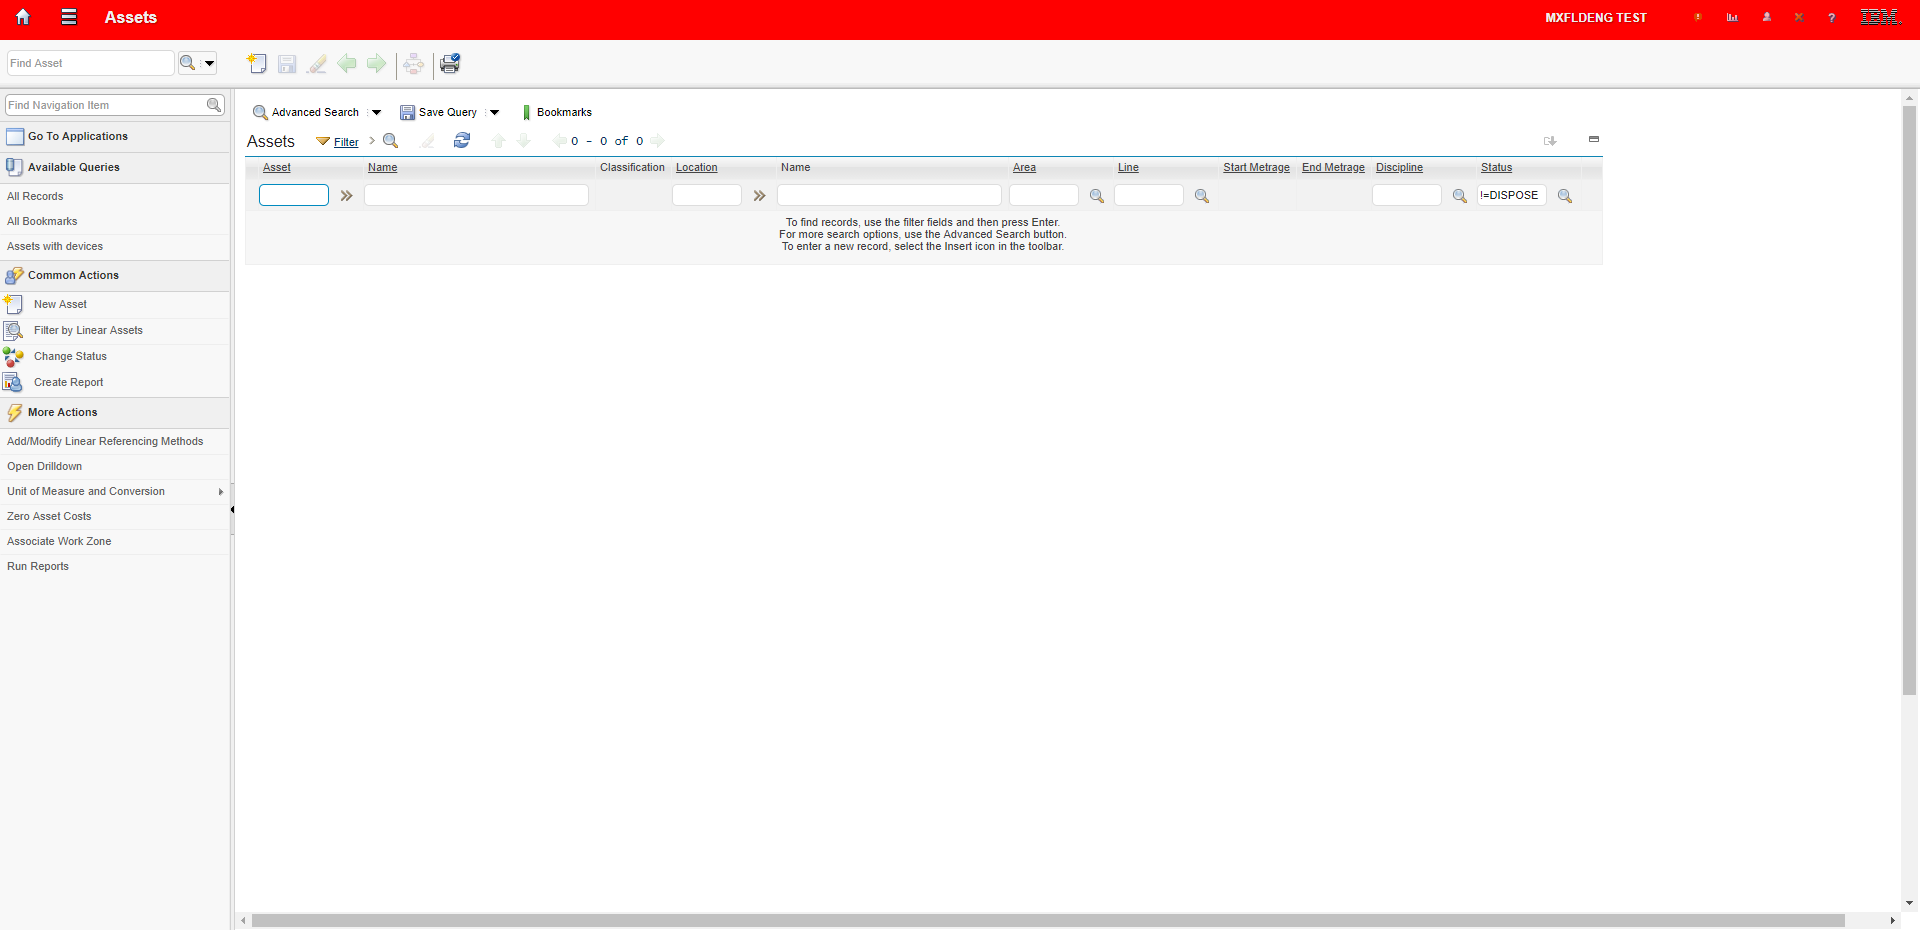 Assets
MXFLDENG TEST
?
IBM.
Find Asset
Find Navigation Item
Go To Applications
Available Queries
All Records
All Bookmarks
Assets with devices
Common Actions
New Asset
Filter by Linear Assets
Change Status
Create Report
More Actions
Add/Modify Linear Referencing Methods
Open Drilldown
Unit of Measure and Conversion
Zero Asset Costs
Associate Work Zone
Run Reports
Advanced Search
Save Query
Bookmarks
Assets Filter 0 - 0 of 0
Asset Name Classification Location Name Area Line Start Metrage End Metrage Discipline Status
!=DISPOSE
To find records, use the filter fields and then press Enter.
For more search options, use the Advanced Search button.
To enter a new record, select the Insert icon in the toolbar.